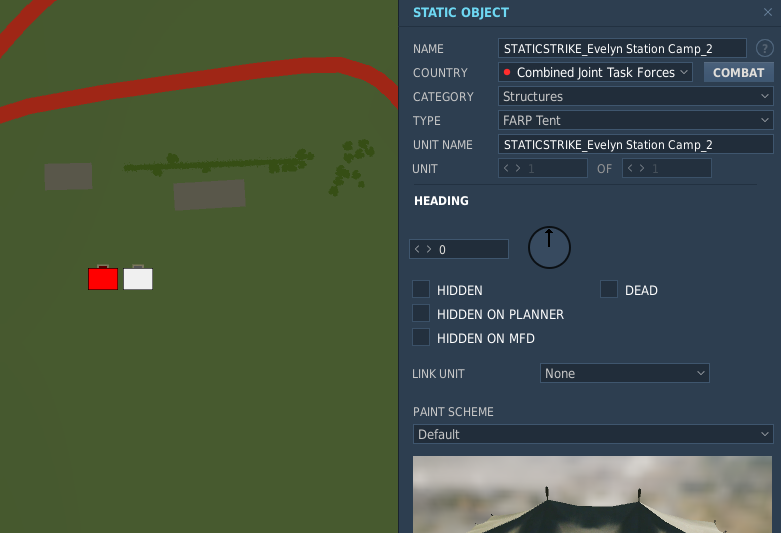 STATIC OBJECT
NAME STATICSTRIKE_Evelyn Station Camp_2 ?
COUNTRY Combined Joint Task Forces COMBAT
CATEGORY Structures
TYPE FARP Tent
UNIT NAME STATICSTRIKE_Evelyn Station Camp_2
UNIT < > 1 OF < > 1
HEADING
< > 0
HIDDEN DEAD
HIDDEN ON PLANNER
HIDDEN ON MFD
LINK UNIT None
PAINT SCHEME
Default